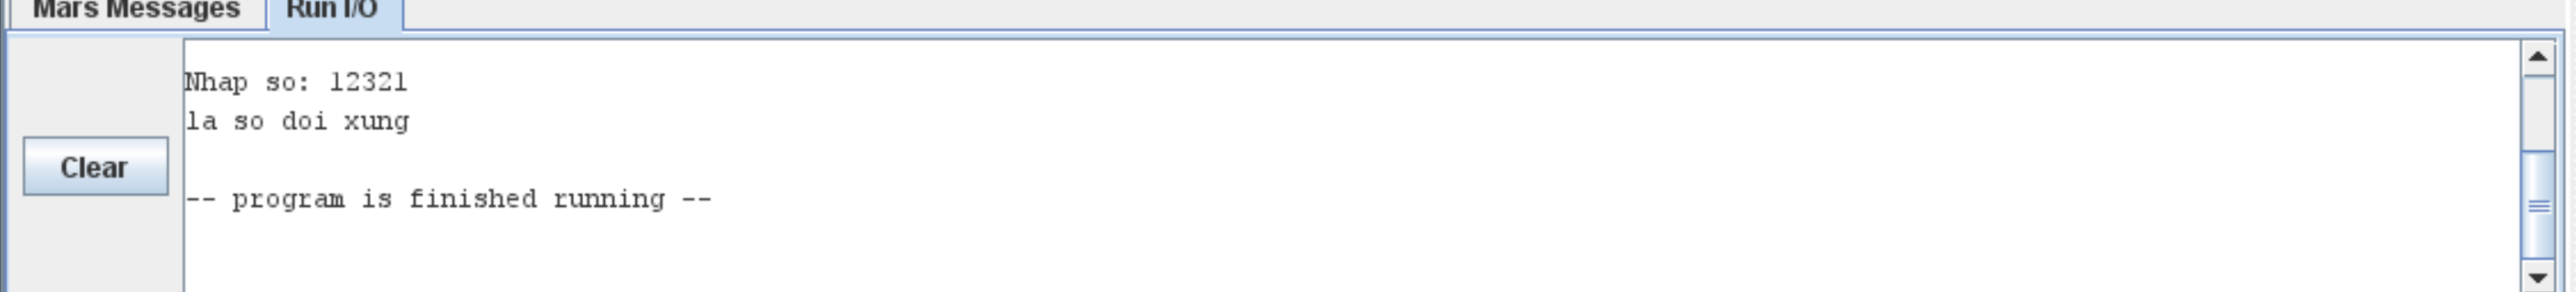 Mars Messages Run I/O
Nhap so: 12321
la so doi xung
Clear
-- program is finished running --